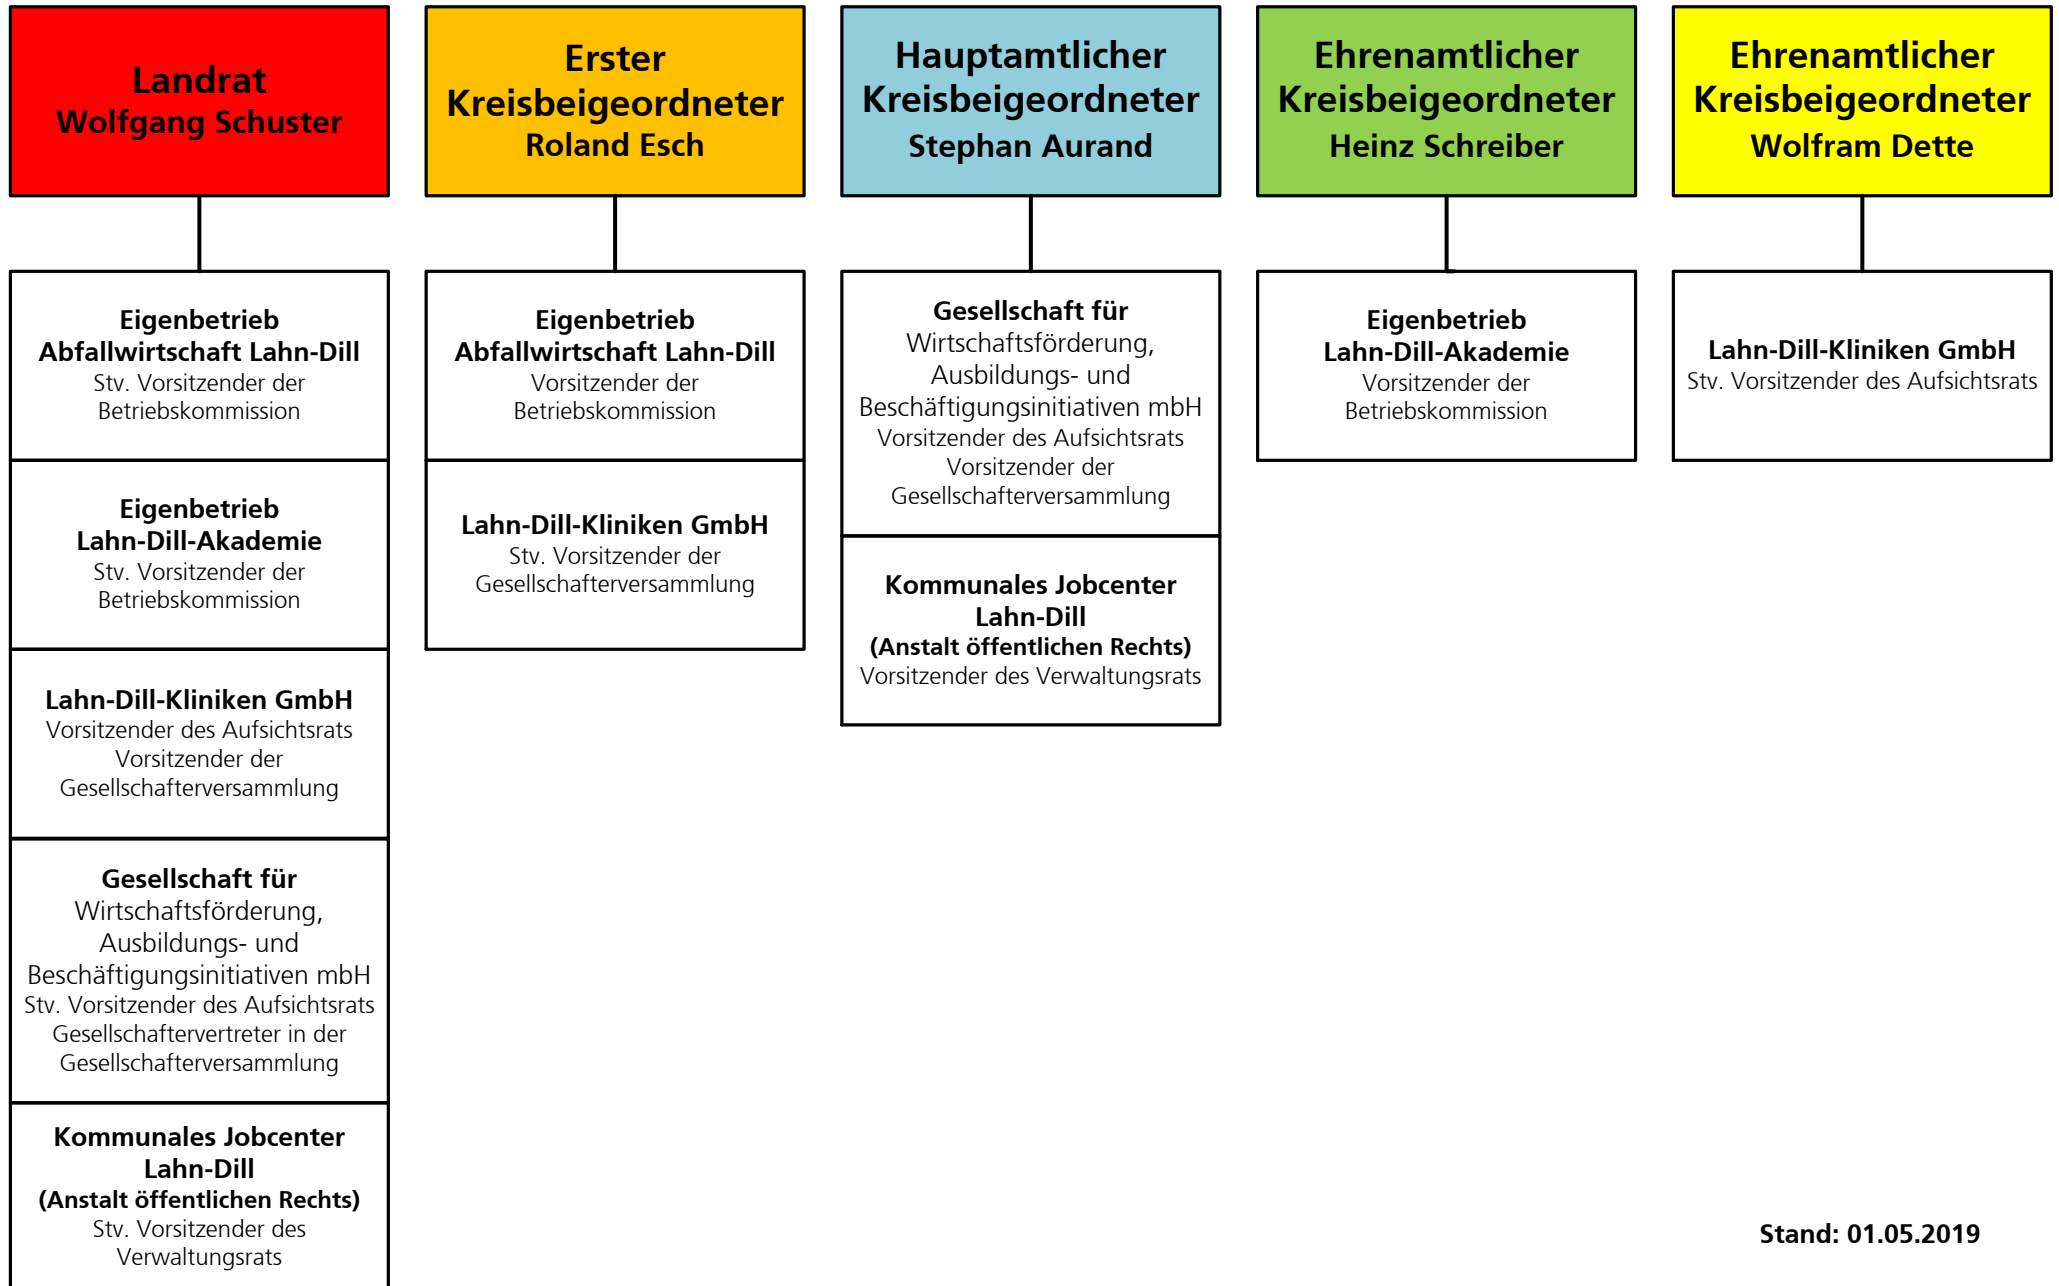 Landrat
Wolfgang Schuster
Erster
Kreisbeigeordneter
Roland Esch
Hauptamtlicher
Kreisbeigeordneter
Stephan Aurand
Ehrenamtlicher
Kreisbeigeordneter
Heinz Schreiber
Ehrenamtlicher
Kreisbeigeordneter
Wolfram Dette
Eigenbetrieb
Abfallwirtschaft Lahn-Dill
Stv. Vorsitzender der
Betriebskommission
Eigenbetrieb
Lahn-Dill-Akademie
Stv. Vorsitzender der
Betriebskommission
Lahn-Dill-Kliniken GmbH
Vorsitzender des Aufsichtsrats
Vorsitzender der
Gesellschafterversammlung
Gesellschaft für
Wirtschaftsförderung,
Ausbildungs- und
Beschäftigungsinitiativen mbH
Stv. Vorsitzender des Aufsichtsrats
Gesellschaftervertreter in der
Gesellschafterversammlung
Kommunales Jobcenter
Lahn-Dill
(Anstalt öffentlichen Rechts)
Stv. Vorsitzender des
Verwaltungsrats
Eigenbetrieb
Abfallwirtschaft Lahn-Dill
Vorsitzender der
Betriebskommission
Lahn-Dill-Kliniken GmbH
Stv. Vorsitzender der
Gesellschafterversammlung
Gesellschaft für
Wirtschaftsförderung,
Ausbildungs- und
Beschäftigungsinitiativen mbH
Vorsitzender des Aufsichtsrats
Vorsitzender der
Gesellschafterversammlung
Kommunales Jobcenter
Lahn-Dill
(Anstalt öffentlichen Rechts)
Vorsitzender des Verwaltungsrats
Eigenbetrieb
Lahn-Dill-Akademie
Vorsitzender der
Betriebskommission
Lahn-Dill-Kliniken GmbH
Stv. Vorsitzender des Aufsichtsrats
Stand: 01.05.2019